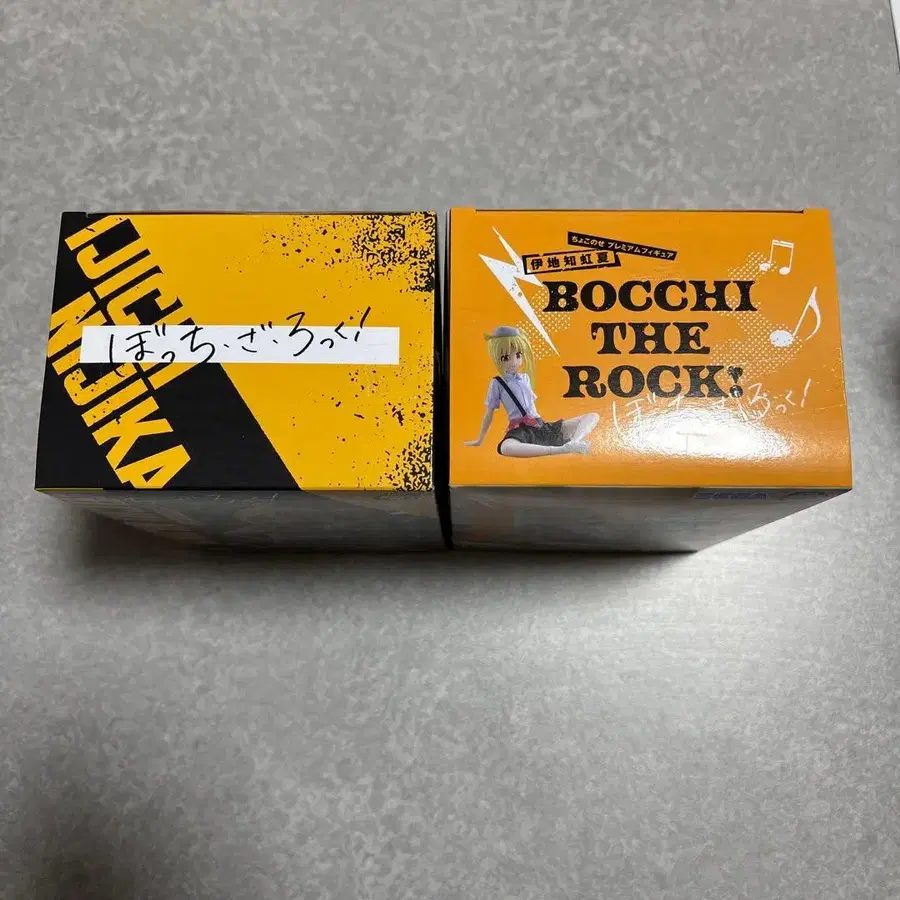 IJICHI
NIJIKA
ぼっち・ざ・ろっく!
ちょこのせ プレミアムフィギュア
伊地知虹夏
BOCCHI
THE
ROCK!
ぼっち・ざ・ろっく!
SEGA